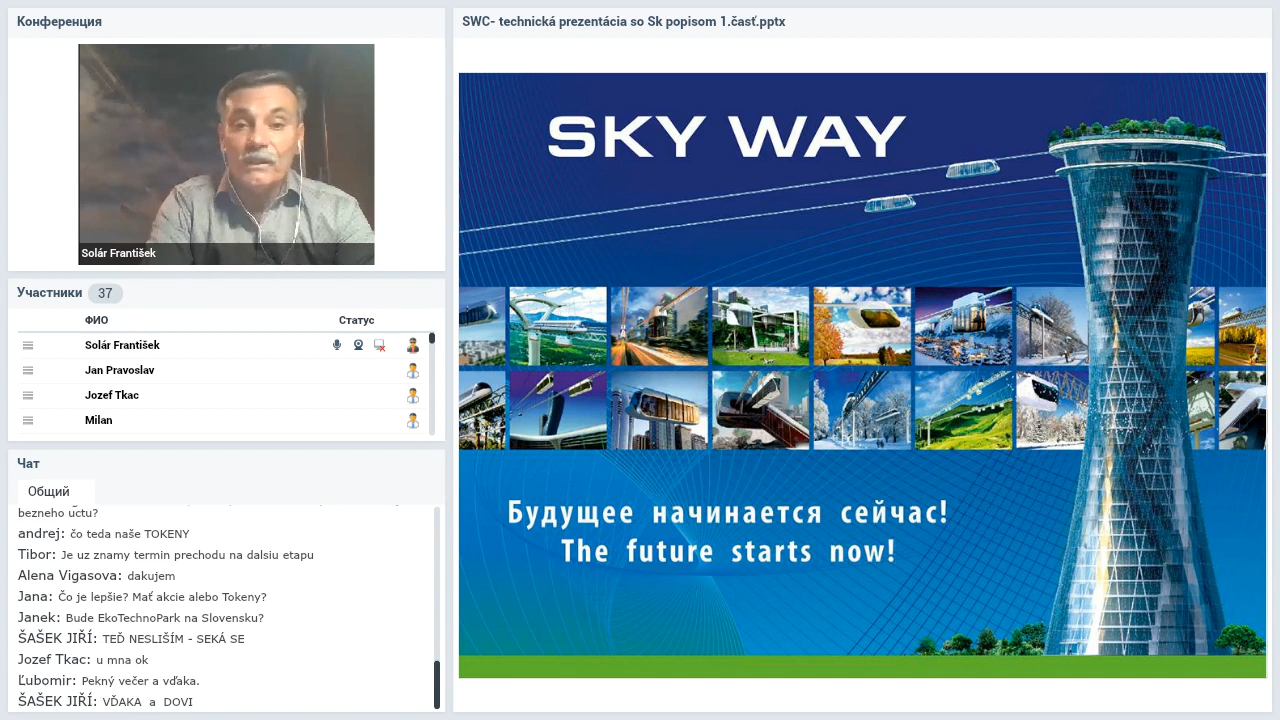 Конференция
Solár František
Участники 37
ФИО Статус
Solár František
Jan Pravoslav
Jozef Tkac
Milan
Чат
Общий
bezneho uctu?
andrej: čo teda naše TOKENY
Tibor: Je uz znamy termin prechodu na dalsiu etapu
Alena Vigasova: dakujem
Jana: Čo je lepšie? Mať akcie alebo Tokeny?
Janek: Bude EkoTechnoPark na Slovensku?
ŠAŠEK JIŘÍ: TEĎ NESLIŠÍM - SEKÁ SE
Jozef Tkac: u mna ok
Ľubomir: Pekný večer a vďaka.
ŠAŠEK JIŘÍ: VĎAKA a DOVI
SWC- technická prezentácia so Sk popisom 1.časť.pptx
SKY WAY
Будущее начинается сейчас!
The future starts now!